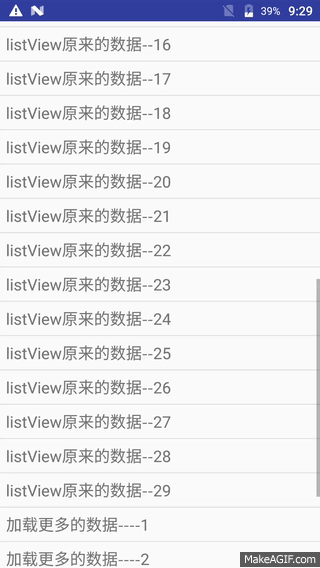 39% 9:29
listView原来的数据--16
listView原来的数据--17
listView原来的数据--18
listView原来的数据--19
listView原来的数据--20
listView原来的数据--21
listView原来的数据--22
listView原来的数据--23
listView原来的数据--24
listView原来的数据--25
listView原来的数据--26
listView原来的数据--27
listView原来的数据--28
listView原来的数据--29
加载更多的数据----1
加载更多的数据----2
MakeAGIF.com